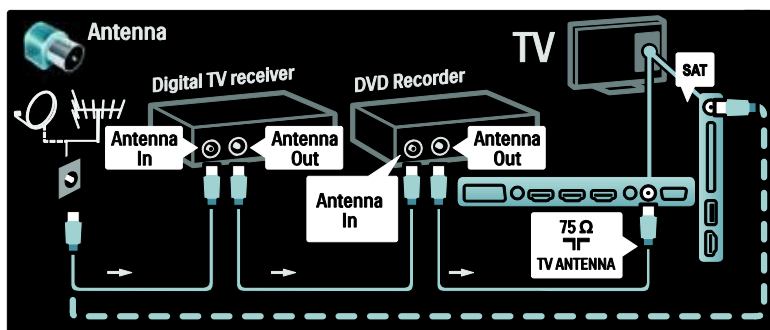 Antenna
TV
Digital TV receiver
DVD Recorder
SAT
Antenna
In
Antenna
Out
Antenna
Out
Antenna
In
75 Ω
TV ANTENNA